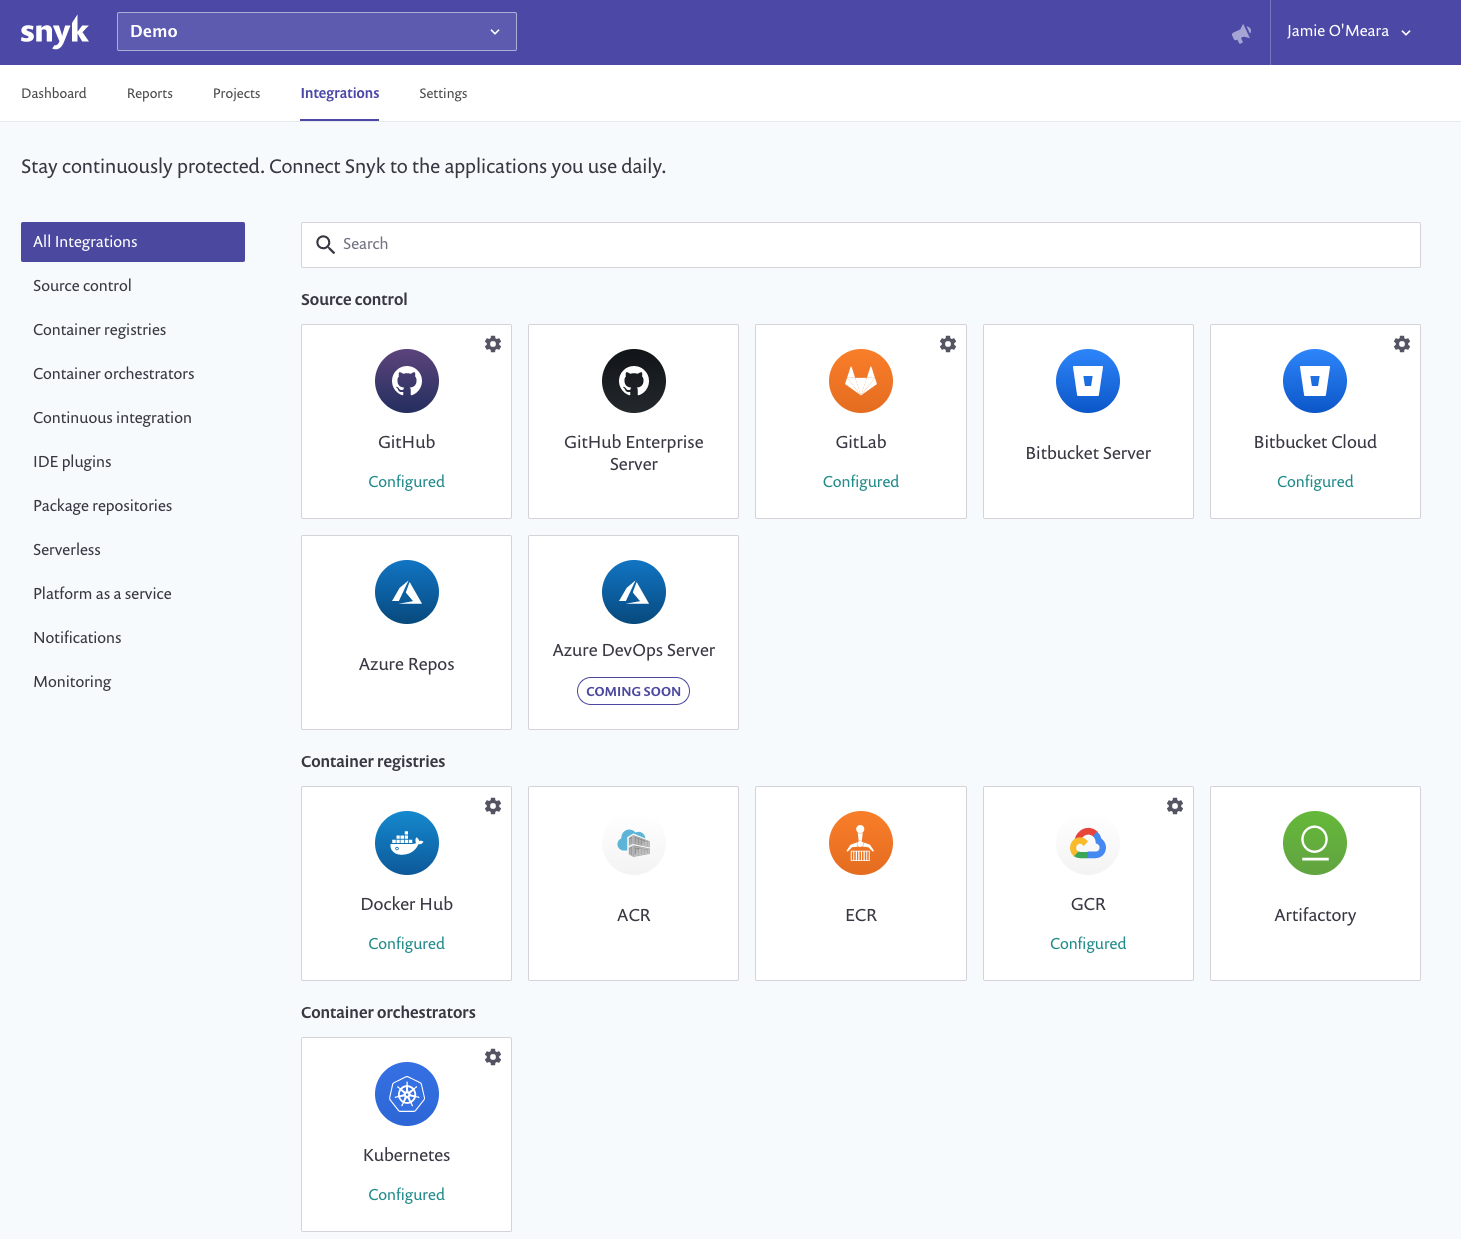 snyk
Demo
Jamie O'Meara
Dashboard
Reports
Projects
Integrations
Settings
Stay continuously protected. Connect Snyk to the applications you use daily.
All Integrations
Source control
Container registries
Container orchestrators
Continuous integration
IDE plugins
Package repositories
Serverless
Platform as a service
Notifications
Monitoring
Search
Source control
GitHub
Configured
GitHub Enterprise
Server
GitLab
Configured
Bitbucket Server
Bitbucket Cloud
Configured
Azure Repos
Azure DevOps Server
COMING SOON
Container registries
Docker Hub
Configured
ACR
ECR
GCR
Configured
Artifactory
Container orchestrators
Kubernetes
Configured